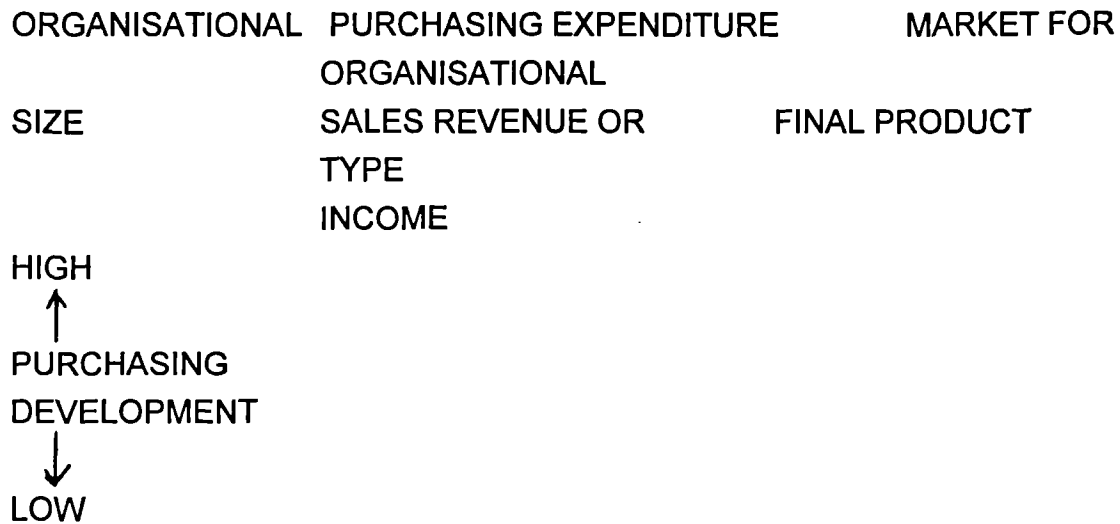 ORGANISATIONAL PURCHASING EXPENDITURE MARKET FOR
ORGANISATIONAL
SIZE SALES REVENUE OR FINAL PRODUCT
TYPE
INCOME
HIGH
PURCHASING
DEVELOPMENT
LOW